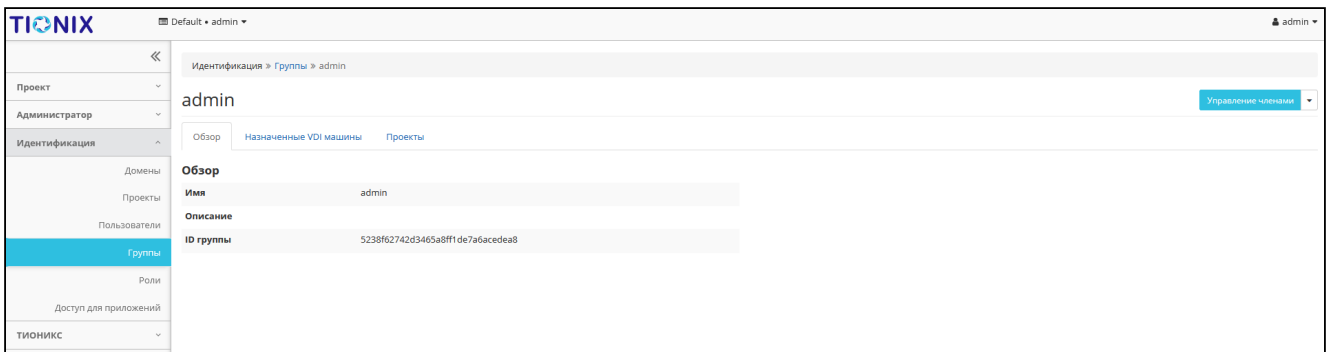 TIONIX
Default • admin
admin
Идентификация » Группы » admin
Проект
admin
Управление членами
Администратор
Обзор Назначенные VDI машины Проекты
Идентификация
Домены
Обзор
Проекты
Имя admin
Пользователи
Описание
Группы
ID группы 5238f62742d3465a8ff1de7a6acedea8
Роли
Доступ для приложений
ТИОНИКС